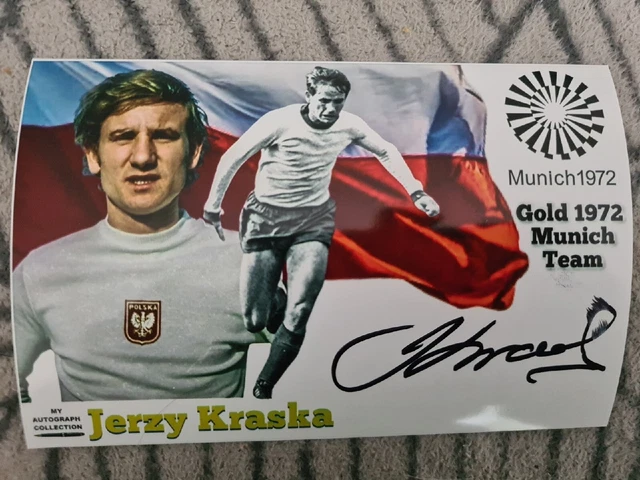 Munich1972
Gold 1972
Munich
Team
POLSKA
MY
AUTOGRAPH
COLLECTION
Jerzy Kraska